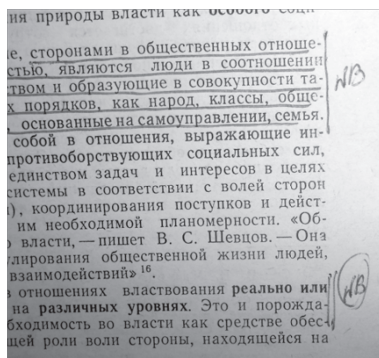 ия природы власти как особого соци-
не, сторонами в общественных отноше-
стью, являются люди в соотношении
ством и образующие в совокупности та-
х порядков, как народ, классы, обще-
, основанные на самоуправлении, семья.
собой в отношения, выражающие ин-
противоборствующих социальных сил,
единством задач и интересов в целях
системы в соответствии с волей сторон
), координирования поступков и дейст-
им необходимой планомерности. «Об-
о власти, — пишет В. С. Шевцов. — Она
улирования общественной жизни людей,
взаимодействий» 16.
в отношениях властвования реально или
на различных уровнях. Это и порожда-
бходимость во власти как средстве обес-
щей роли воли стороны, находящейся на
NB
NB